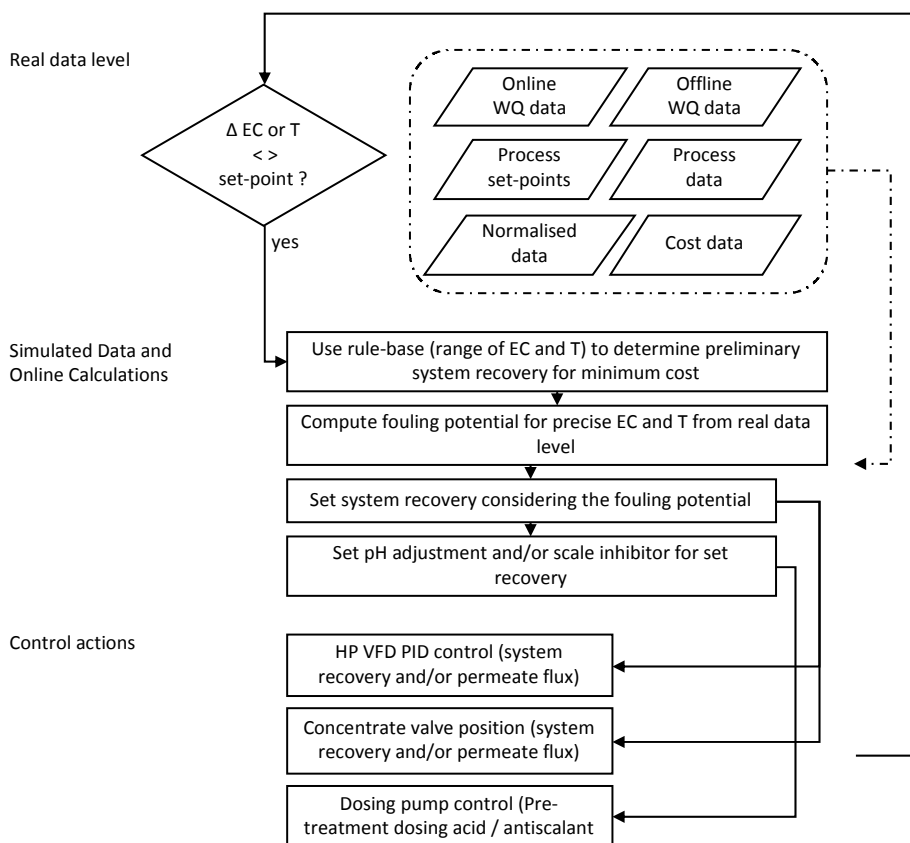 Real data level
Online
WQ data
Offline
WQ data
Δ EC or T
< >
set-point ?
Process
set-points
Process
data
Normalised
data
Cost data
yes
Simulated Data and
Online Calculations
Use rule-base (range of EC and T) to determine preliminary
system recovery for minimum cost
Compute fouling potential for precise EC and T from real data
level
Set system recovery considering the fouling potential
Set pH adjustment and/or scale inhibitor for set
recovery
Control actions
HP VFD PID control (system
recovery and/or permeate flux)
Concentrate valve position (system
recovery and/or permeate flux)
Dosing pump control (Pre-
treatment dosing acid / antiscalant